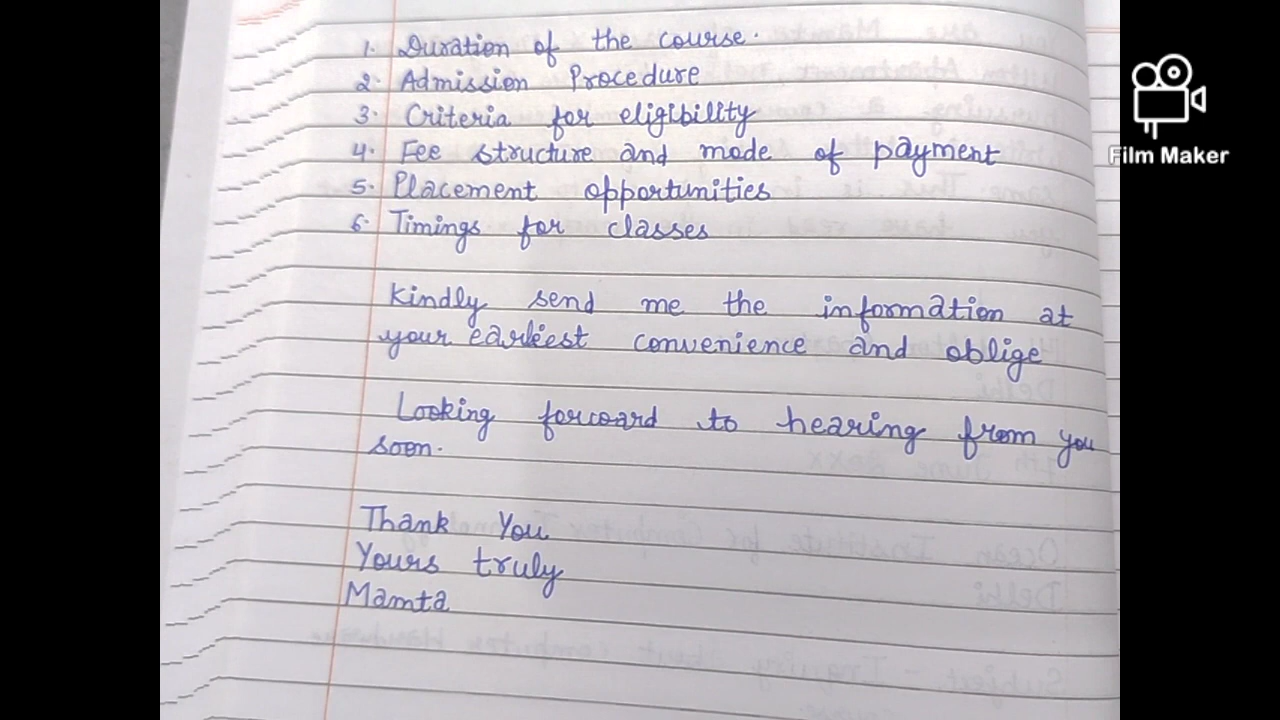 1. Duration of the course.
2. Admission Procedure
3. Criteria for eligibility
4. Fee structure and mode of payment
5. Placement opportunities
6. Timings for classes
Kindly send me the information at
your earliest convenience and oblige
Looking forward to hearing from you
soon.
Thank You
Yours truly
Mamta
Film Maker